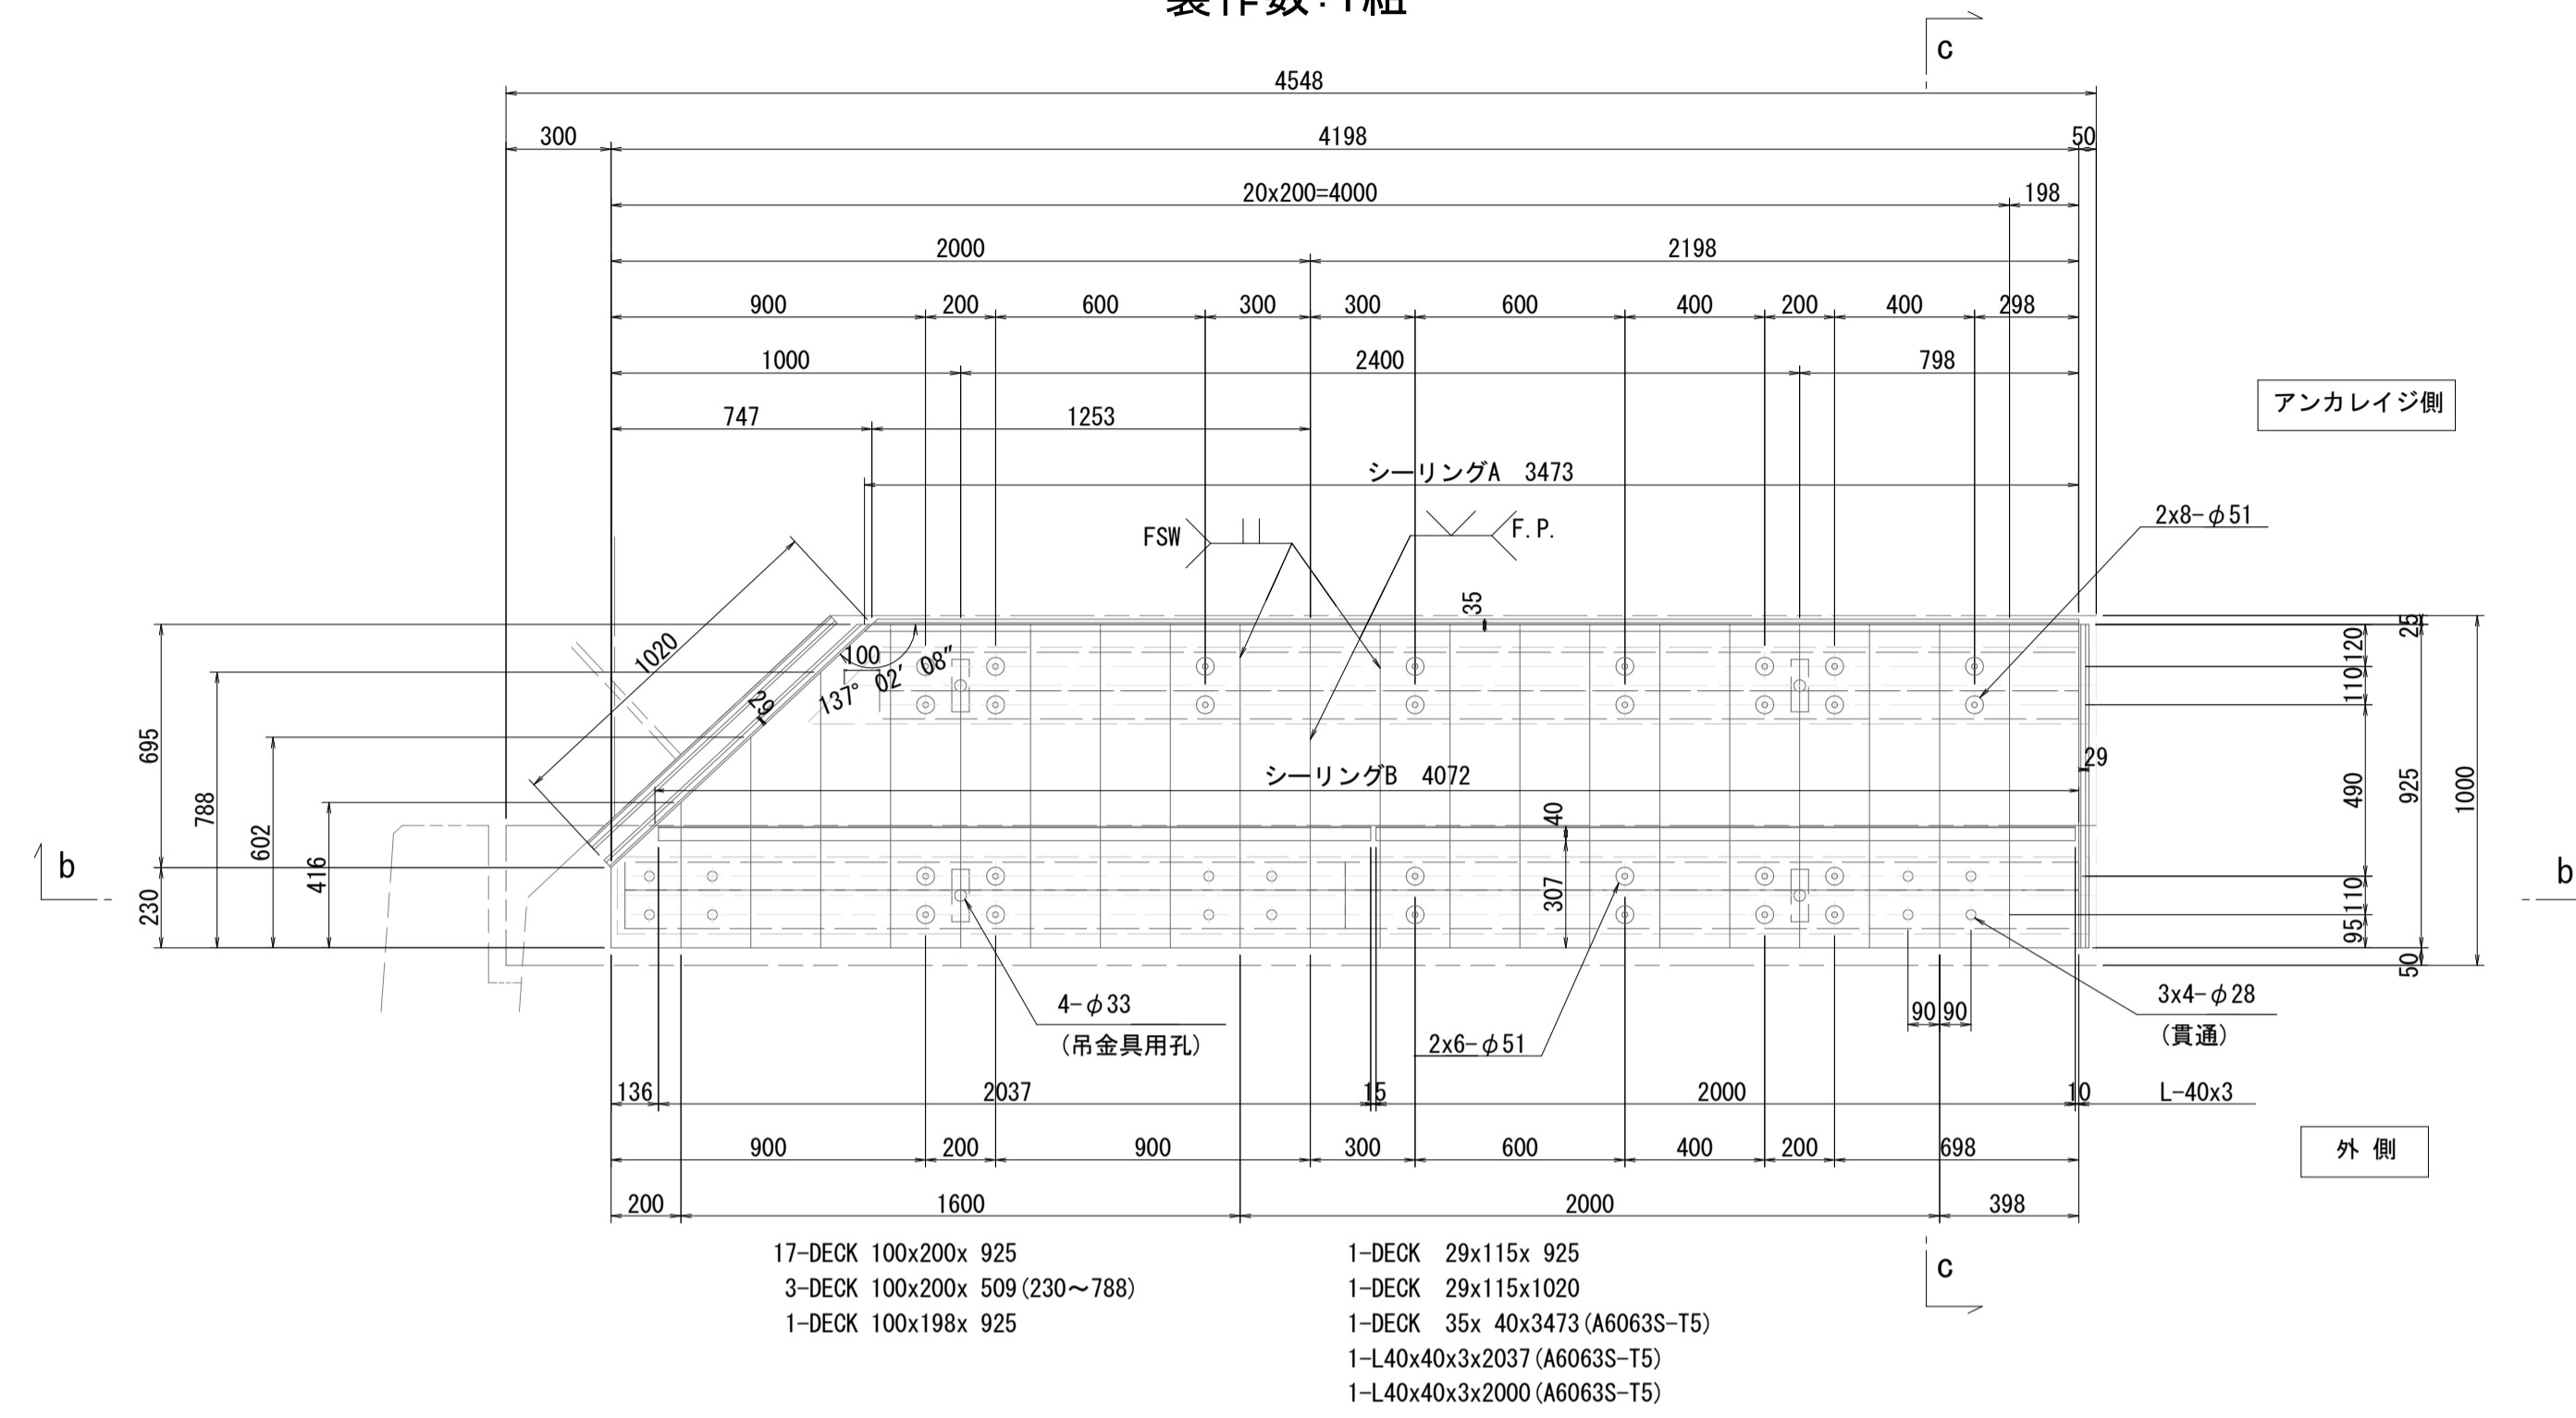 製作数:1組
c
4548
300
4198
50
20x200=4000
198
2000
2198
900
200
600
300
300
600
400
200
400
298
1000
2400
798
アンカレイジ側
747
1253
シーリングA 3473
2x8-φ51
FSW
F.P.
35
25
1020
100
137° 02′ 08″
120
110
29
695
29
490
925
1000
シーリングB 4072
788
602
416
40
b
b
307
230
110
95
50
4-φ33
(吊金具用孔)
2x6-φ51
90
90
3x4-φ28
(貫通)
136
2037
15
2000
10
L-40x3
900
200
900
300
600
400
200
698
外 側
200
1600
2000
398
17-DECK 100x200x 925
3-DECK 100x200x 509(230～788)
1-DECK 100x198x 925
1-DECK 29x115x 925
1-DECK 29x115x1020
1-DECK 35x 40x3473(A6063S-T5)
1-L40x40x3x2037(A6063S-T5)
1-L40x40x3x2000(A6063S-T5)
c